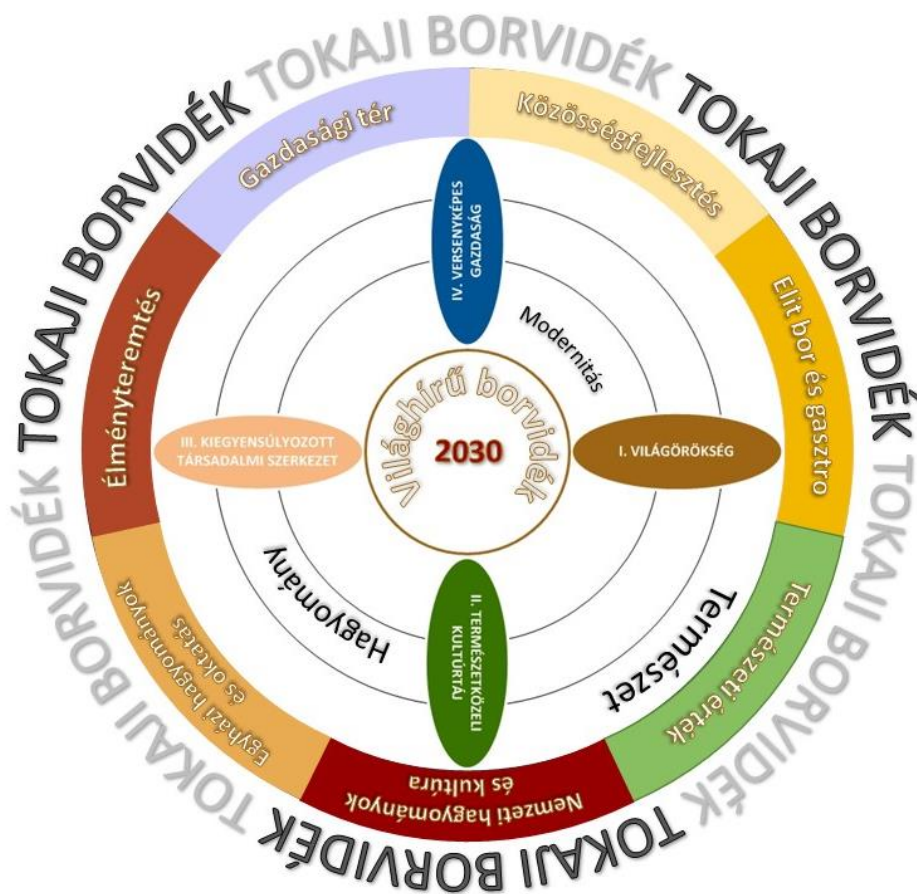 TOKAJI BORVIDÉK
TOKAJI BORVIDÉK
TOKAJI BORVIDÉK
TOKAJI BORVIDÉK
TOKAJI BORVIDÉK
TOKAJI BORVIDÉK
Gazdasági tér
Közösségfejlesztés
Elit bor és gasztro
Természeti érték
Nemzeti hagyományok
és kultúra
Egyházi hagyományok
és oktatás
Élményteremtés
IV. VERSENYKÉPES
GAZDASÁG
Modernitás
I. VILÁGÖRÖKSÉG
Természet
II. TERMÉSZETKÖZELI
KULTÚRTÁJ
Hagyomány
III. KIEGYENSÚLYOZOTT
TÁRSADALMI SZERKEZET
Világhírű borvidék
2030